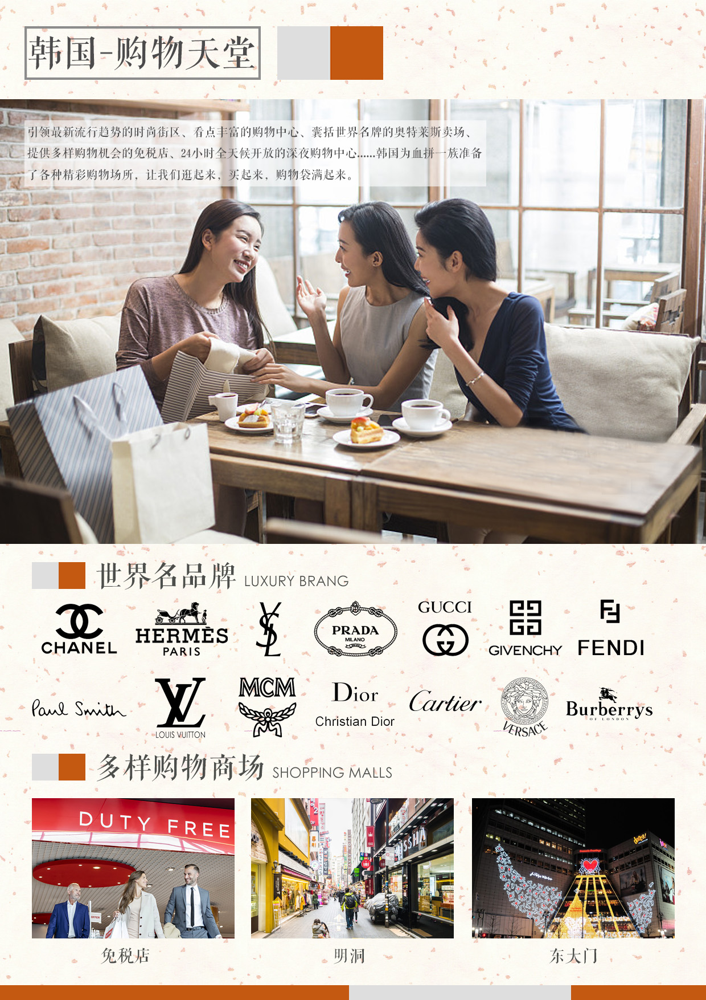 韩国-购物天堂
引领最新流行趋势的时尚街区、看点丰富的购物中心、囊括世界名牌的奥特莱斯卖场、
提供多样购物机会的免税店、24小时全天候开放的深夜购物中心......韩国为血拼一族准备
了各种精彩购物场所，让我们逛起来，买起来，购物袋满起来。
世界名品牌 LUXURY BRANG
CHANEL
HERMÈS
PARIS
YSL
PRADA
MILANO
GUCCI
GIVENCHY
FENDI
Paul Smith
LV
LOUIS VUITTON
MCM
Dior
Christian Dior
Cartier
VERSACE
Burberrys
OF LONDON
多样购物商场 SHOPPING MALLS
DUTY FREE
OFFER
MISSHA
免税店
明洞
东大门